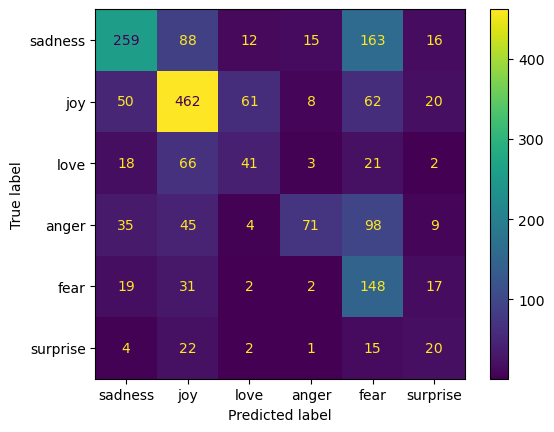 sadness 259 88 12 15 163 16
joy 50 462 61 8 62 20
love 18 66 41 3 21 2
anger 35 45 4 71 98 9
fear 19 31 2 2 148 17
surprise 4 22 2 1 15 20
sadness joy love anger fear surprise
Predicted label
True label
400
300
200
100